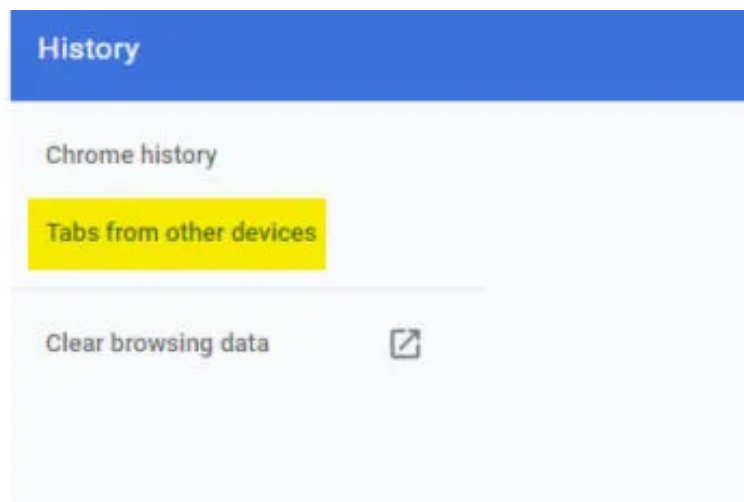 History
Chrome history
Tabs from other devices
Clear browsing data